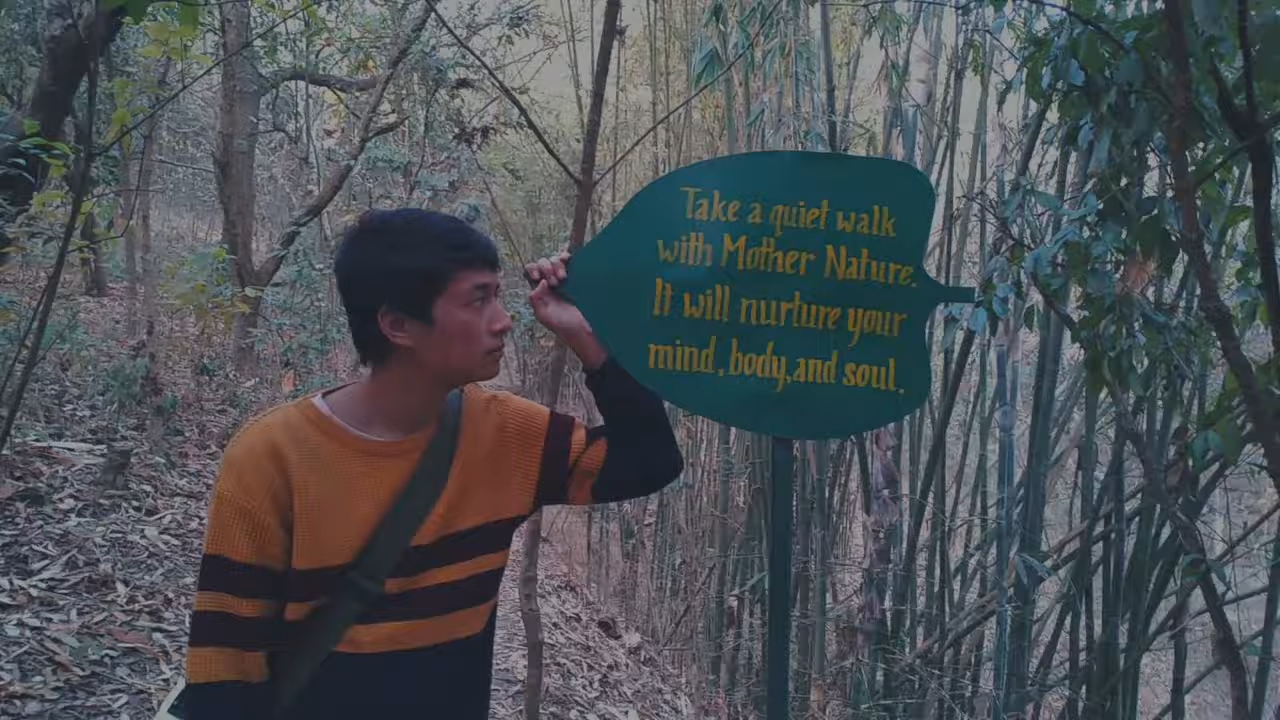 Take a quiet walk
with Mother Nature.
It will nurture your
mind, body, and soul.